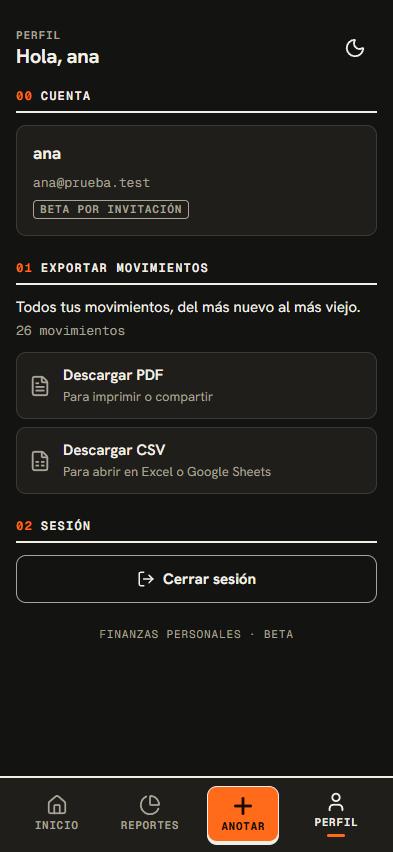 PERFIL
Hola, ana
00 CUENTA
ana
ana@prueba.test
BETA POR INVITACIÓN
01 EXPORTAR MOVIMIENTOS
Todos tus movimientos, del más nuevo al más viejo.
26 movimientos
Descargar PDF
Para imprimir o compartir
Descargar CSV
Para abrir en Excel o Google Sheets
02 SESIÓN
Cerrar sesión
FINANZAS PERSONALES · BETA
INICIO REPORTES ANOTAR PERFIL